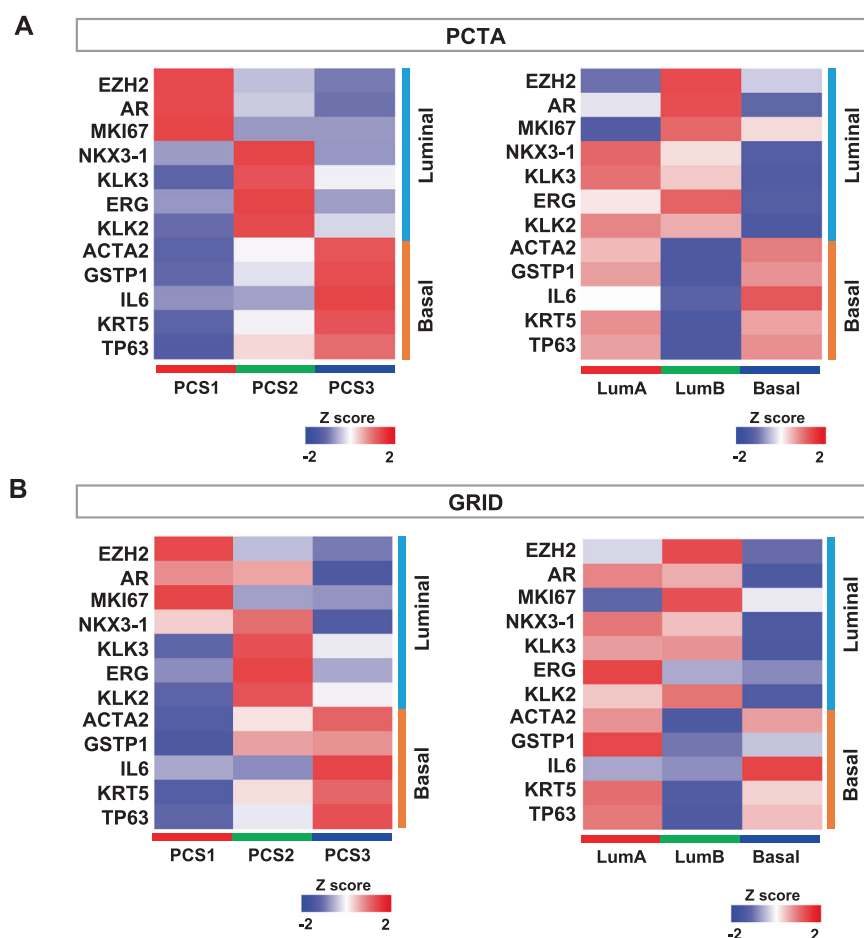 A
PCTA
EZH2
AR
MKI67
NKX3-1
KLK3
ERG
KLK2
ACTA2
GSTP1
IL6
KRT5
TP63
Luminal
Basal
PCS1 PCS2 PCS3
Z score
-2 2
EZH2
AR
MKI67
NKX3-1
KLK3
ERG
KLK2
ACTA2
GSTP1
IL6
KRT5
TP63
Luminal
Basal
LumA LumB Basal
Z score
-2 2
B
GRID
EZH2
AR
MKI67
NKX3-1
KLK3
ERG
KLK2
ACTA2
GSTP1
IL6
KRT5
TP63
Luminal
Basal
PCS1 PCS2 PCS3
Z score
-2 2
EZH2
AR
MKI67
NKX3-1
KLK3
ERG
KLK2
ACTA2
GSTP1
IL6
KRT5
TP63
Luminal
Basal
LumA LumB Basal
Z score
-2 2